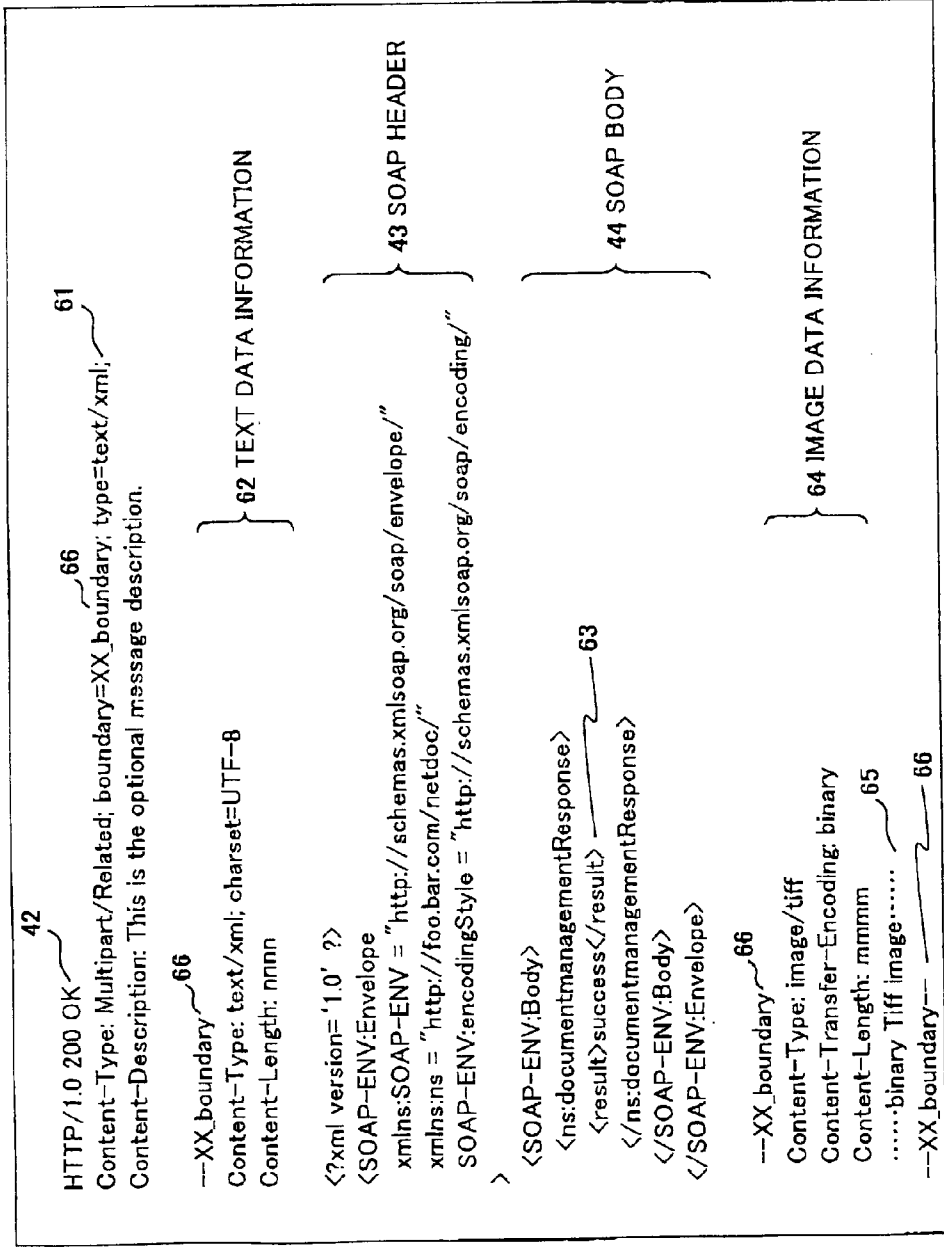 42
HTTP/1.0 200 OK
66
61
Content-Type: Multipart/Related; boundary=XX_boundary; type=text/xml;
Content-Description: This is the optional message description.
--XX_boundary 66
Content-Type: text/xml; charset=UTF-8
Content-Length: nnnn
62 TEXT DATA INFORMATION
<?xml version='1.0' ?>
<SOAP-ENV:Envelope
xmlns:SOAP-ENV = "http://schemas.xmlsoap.org/soap/envelope/"
xmlns:ns = "http://foo.bar.com/netdoc/"
SOAP-ENV:encodingStyle = "http://schemas.xmlsoap.org/soap/encoding/"
>
43 SOAP HEADER
<SOAP-ENV:Body>
<ns:documentmanagementResponse>
<result>success</result> 63
</ns:documentmanagementResponse>
</SOAP-ENV:Body>
</SOAP-ENV:Envelope>
44 SOAP BODY
--XX_boundary 66
Content-Type: image/tiff
Content-Transfer-Encoding: binary
Content-Length: mmmm
64 IMAGE DATA INFORMATION
......binary Tiff image...... 65
--XX_boundary-- 66